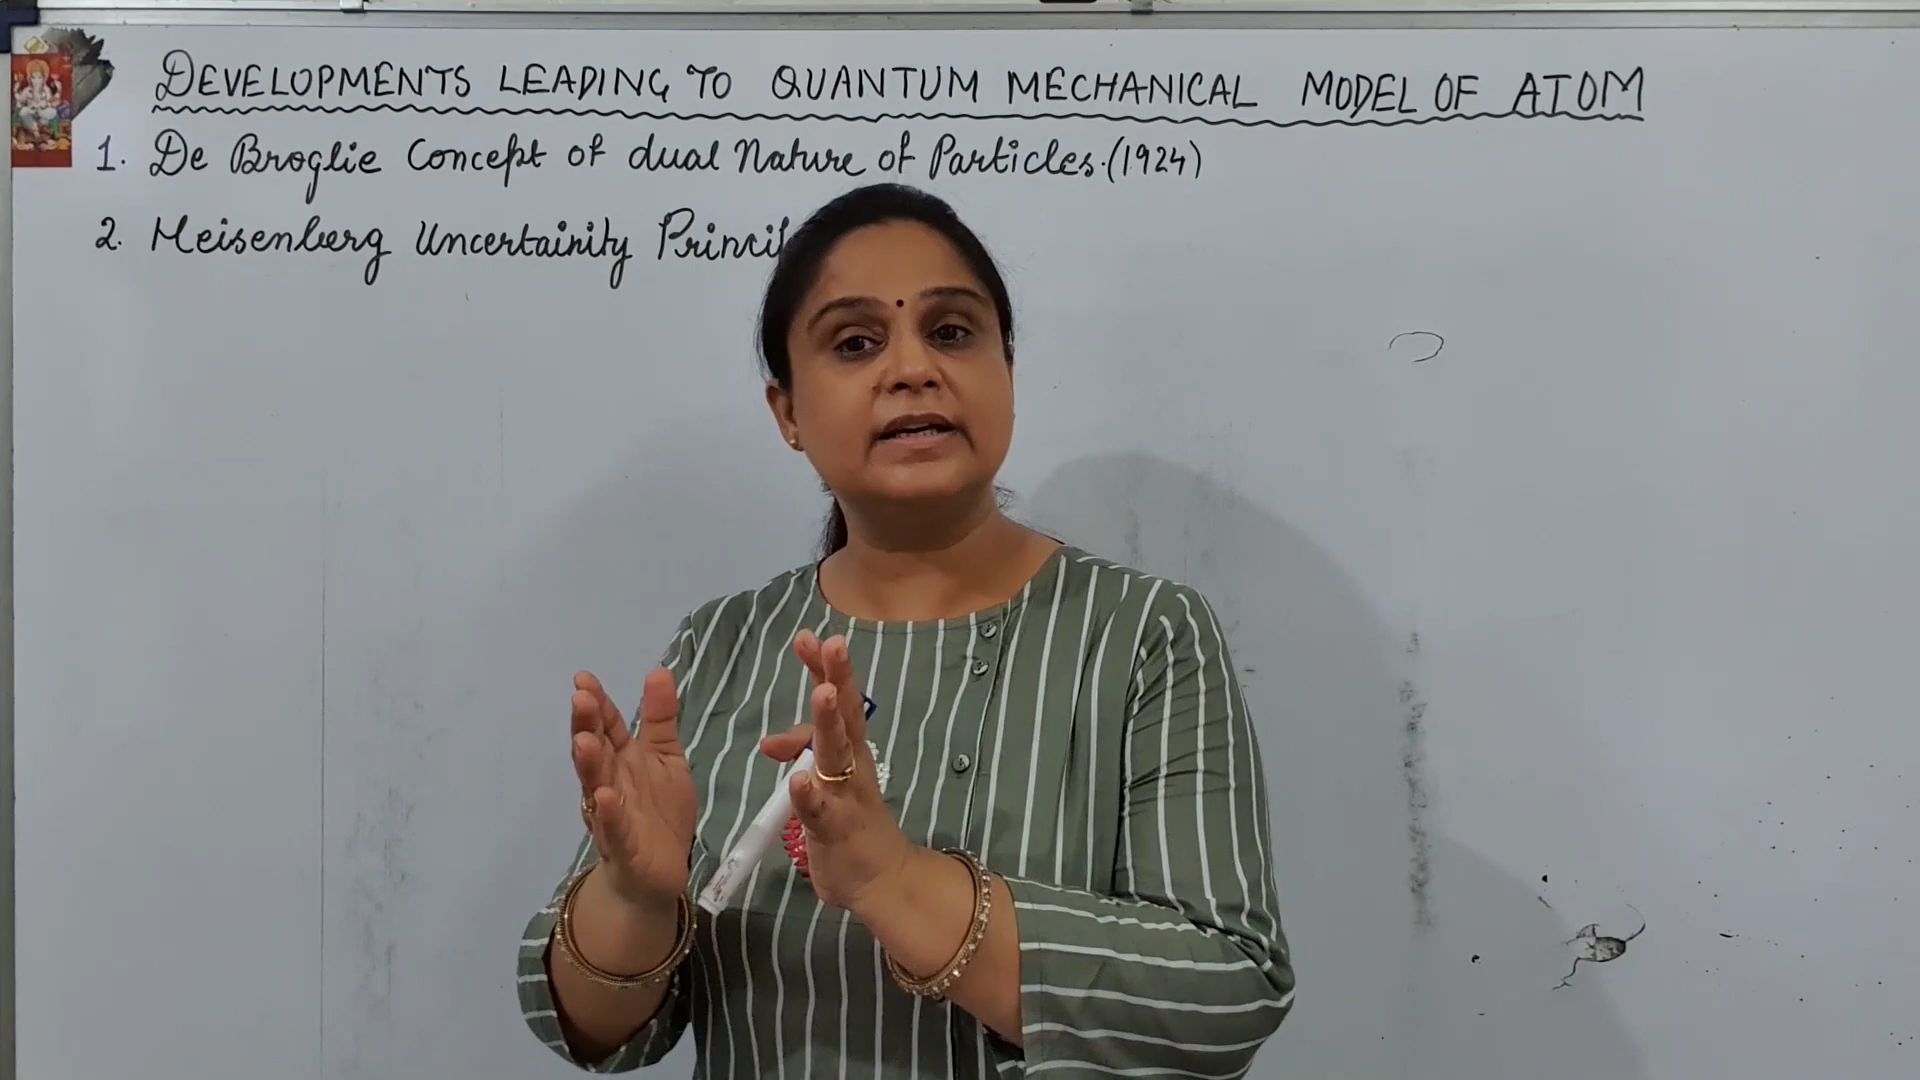 DEVELOPMENTS LEADING TO QUANTUM MECHANICAL MODEL OF ATOM
1. De Broglie Concept of dual Nature of Particles.(1924)
2. Heisenberg Uncertainity